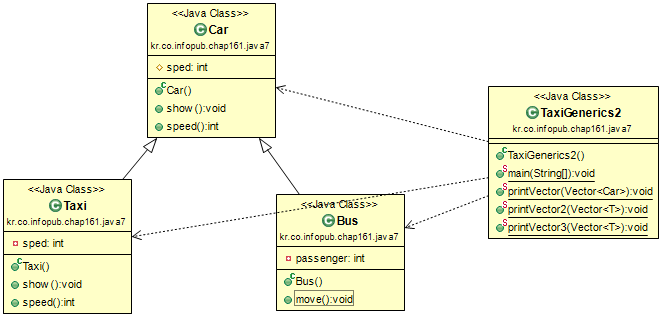 <<Java Class>>
Car
kr.co.infopub.chap161.java7
sped: int
Car()
show():void
speed():int
<<Java Class>>
TaxiGenerics2
kr.co.infopub.chap161.java7
TaxiGenerics2()
main(String[]):void
printVector(Vector<Car>):void
printVector2(Vector<T>):void
printVector3(Vector<T>):void
<<Java Class>>
Taxi
kr.co.infopub.chap161.java7
sped: int
Taxi()
show():void
speed():int
<<Java Class>>
Bus
kr.co.infopub.chap161.java7
passenger: int
Bus()
move():void